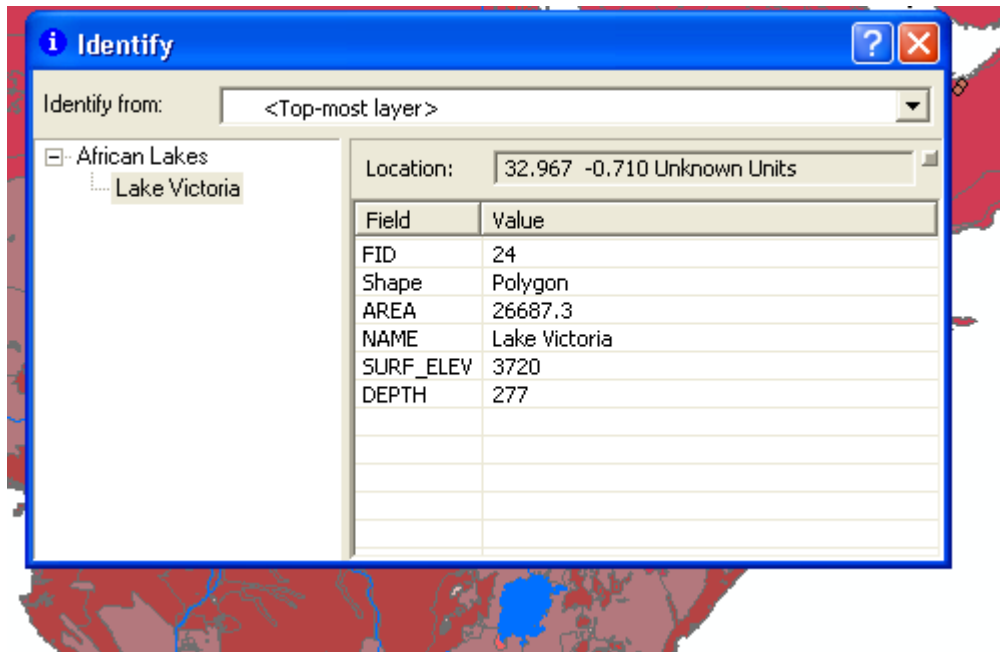 Identify
Identify from: <Top-most layer>
African Lakes
Lake Victoria
Location: 32.967 -0.710 Unknown Units
Field Value
FID 24
Shape Polygon
AREA 26687.3
NAME Lake Victoria
SURF_ELEV 3720
DEPTH 277